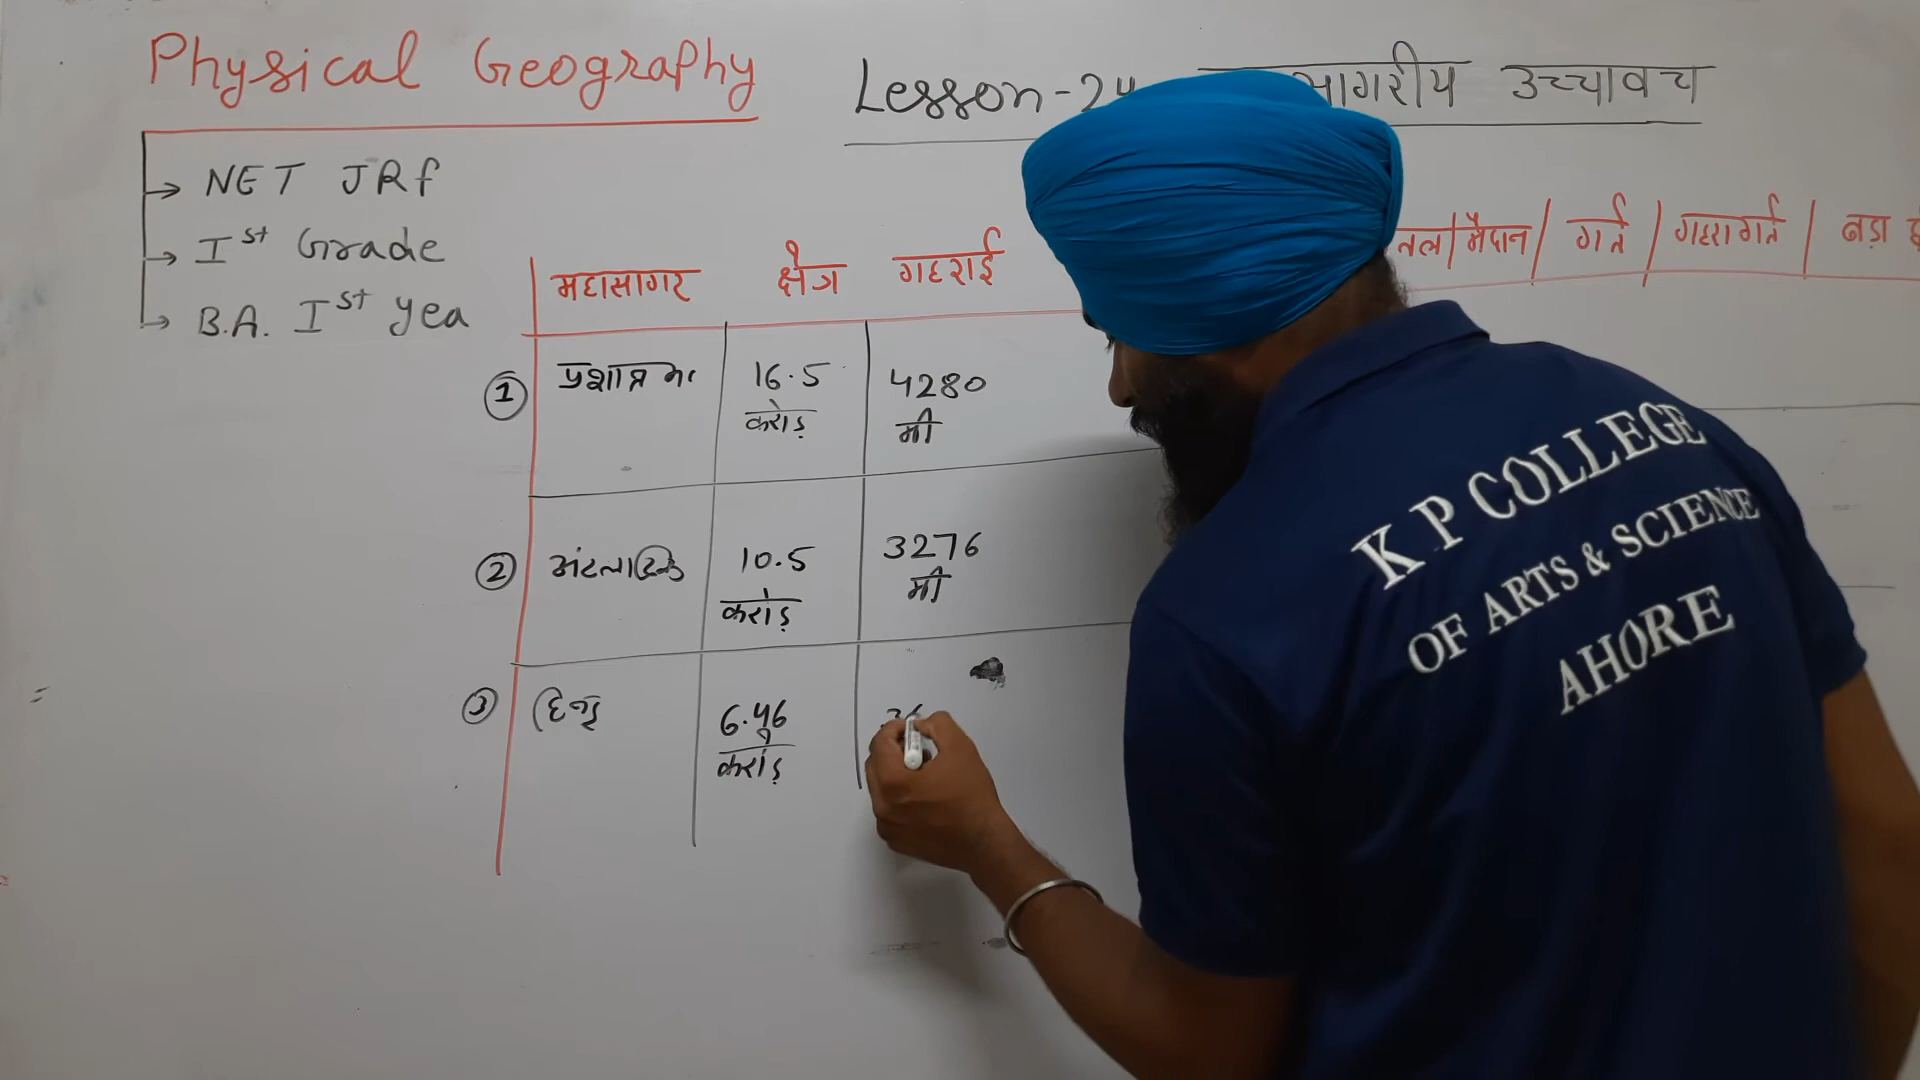 Physical Geography
→ NET JRf
→ Ist Grade
→ B.A. Ist yea
Lesson-24 सागरीय उच्चावच
महासागर क्षेत्र गहराई तल/मैदान/ गर्त / गहरागर्त / बड़ा
① प्रशान्त म. 16.5 करोड़ 4280 मी
② अंटलाटिक 10.5 करोड़ 3276 मी
③ हिन्द 6.46 करोड़
K P COLLEGE
OF ARTS & SCIENCE
AHORE